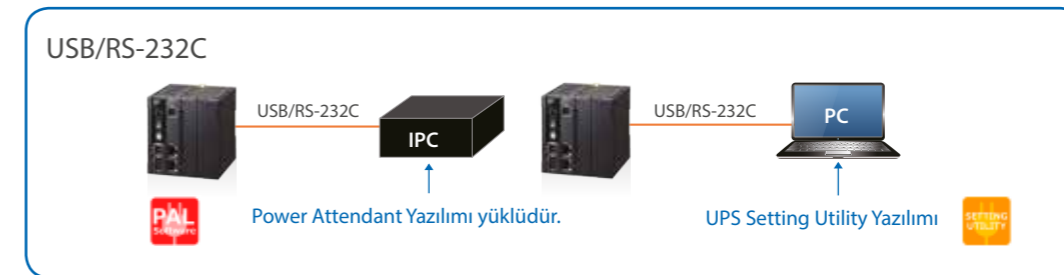 USB/RS-232C
USB/RS-232C
IPC
USB/RS-232C
PC
Power Attendant Yazılımı yüklüdür.
UPS Setting Utility Yazılımı
PAL
Software
SETTING
UTILITY